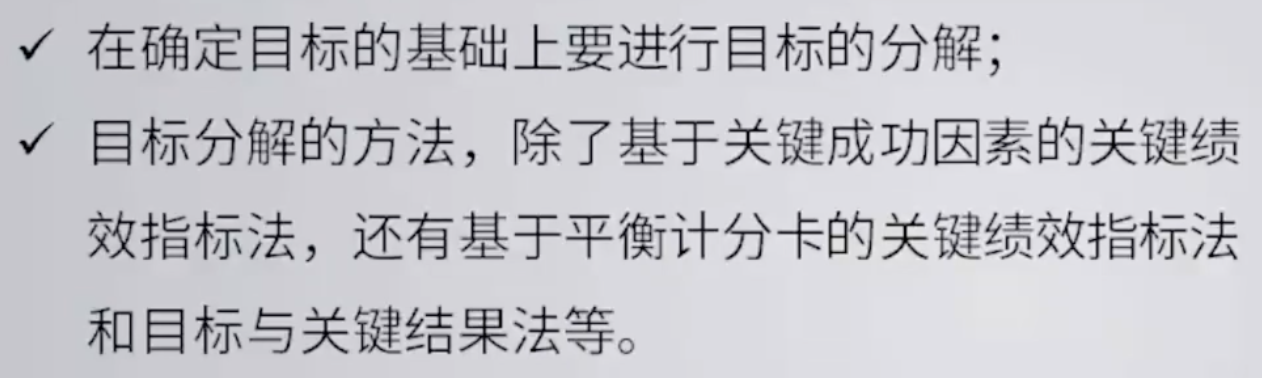 ✓ 在确定目标的基础上要进行目标的分解；
✓ 目标分解的方法，除了基于关键成功因素的关键绩
效指标法，还有基于平衡计分卡的关键绩效指标法
和目标与关键结果法等。